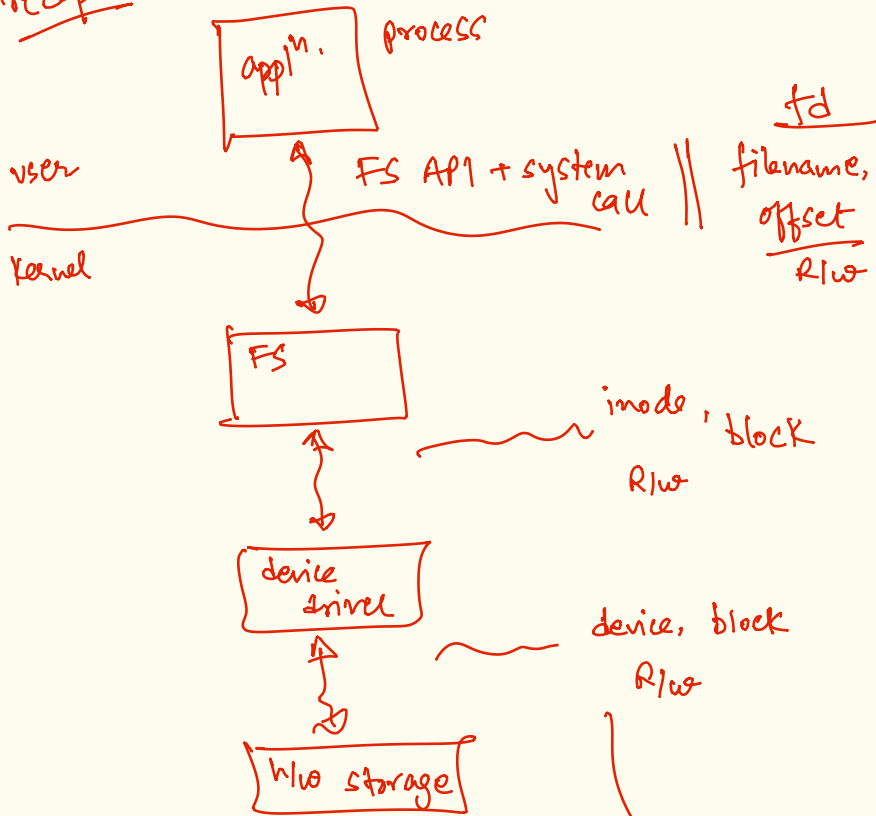 process
applⁿ.
fd
user
FS API + system
call
filename,
offset
R/w
Kernel
FS
inode, block
R/w
device
driver
device, block
R/w
h/w storage